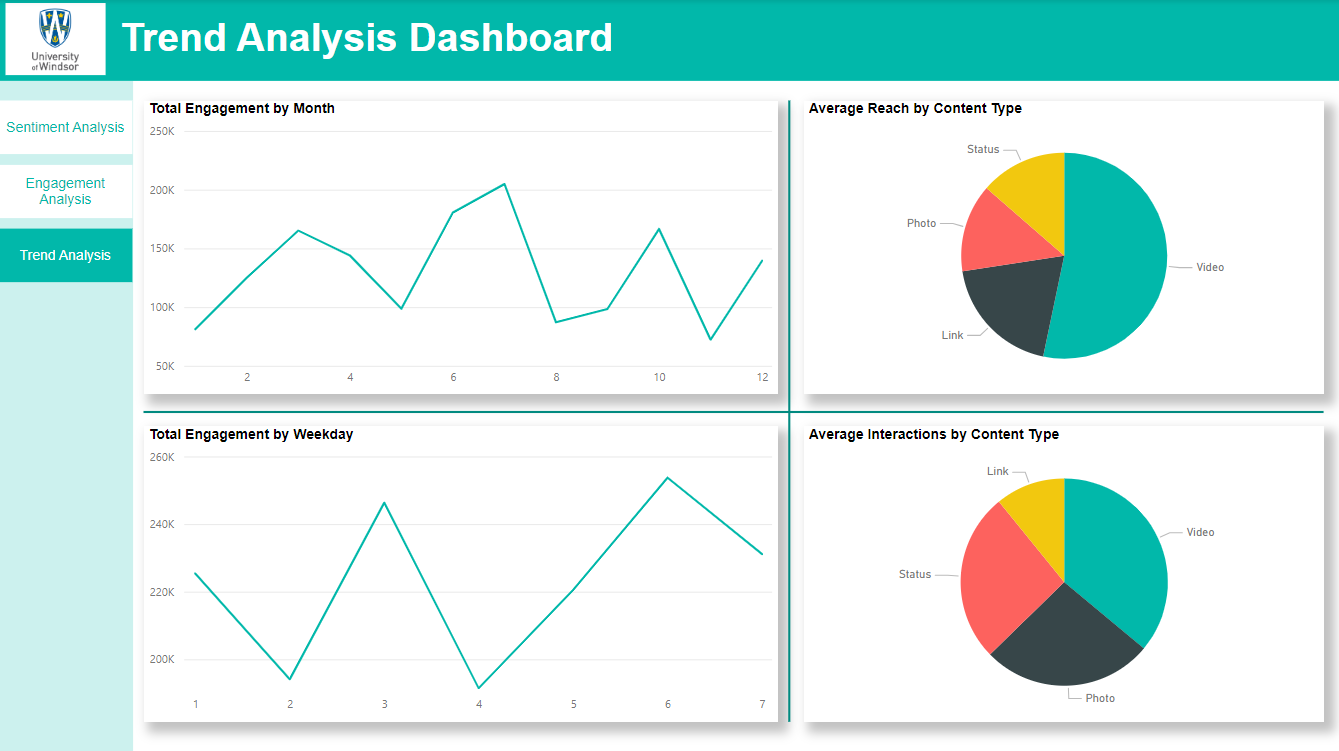 University
of Windsor
Trend Analysis Dashboard
Sentiment Analysis
Engagement
Analysis
Trend Analysis
Total Engagement by Month
250K
200K
150K
100K
50K
2 4 6 8 10 12
Average Reach by Content Type
Status
Photo
Video
Link
Total Engagement by Weekday
260K
240K
220K
200K
1 2 3 4 5 6 7
Average Interactions by Content Type
Link
Video
Status
Photo